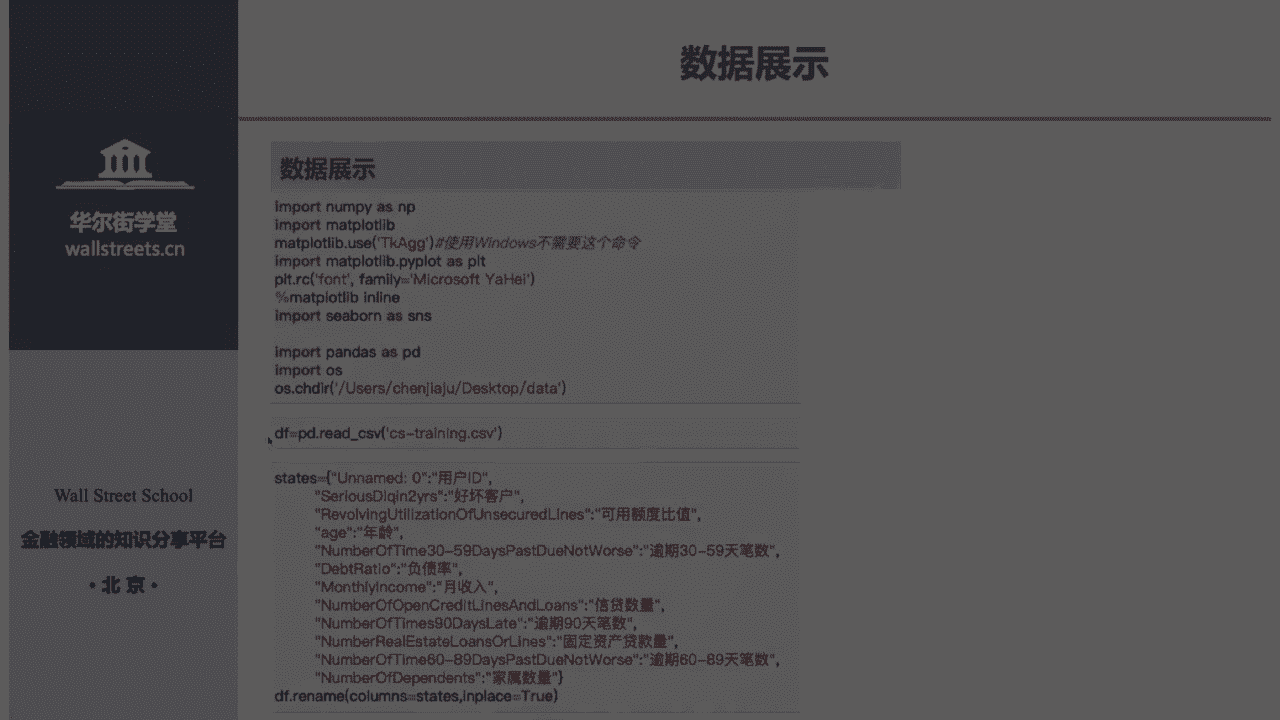 数据展示
华尔街学堂
wallstreets.cn
Wall Street School
金融领域的知识分享平台
• 北 京 •
数据展示
import numpy as np
import matplotlib
matplotlib.use('TkAgg')#使用Windows不需要这个命令
import matplotlib.pyplot as plt
plt.rc('font', family='Microsoft YaHei')
%matplotlib inline
import seaborn as sns
import pandas as pd
import os
os.chdir('/Users/chenjiaju/Desktop/data')
df=pd.read_csv('cs-training.csv')
states={"Unnamed: 0":"用户ID",
"SeriousDlqin2yrs":"好坏客户",
"RevolvingUtilizationOfUnsecuredLines":"可用额度比值",
"age":"年龄",
"NumberOfTime30-59DaysPastDueNotWorse":"逾期30-59天笔数",
"DebtRatio":"负债率",
"MonthlyIncome":"月收入",
"NumberOfOpenCreditLinesAndLoans":"信贷数量",
"NumberOfTimes90DaysLate":"逾期90天笔数",
"NumberRealEstateLoansOrLines":"固定资产贷款量",
"NumberOfTime60-89DaysPastDueNotWorse":"逾期60-89天笔数",
"NumberOfDependents":"家属数量"}
df.rename(columns=states,inplace=True)